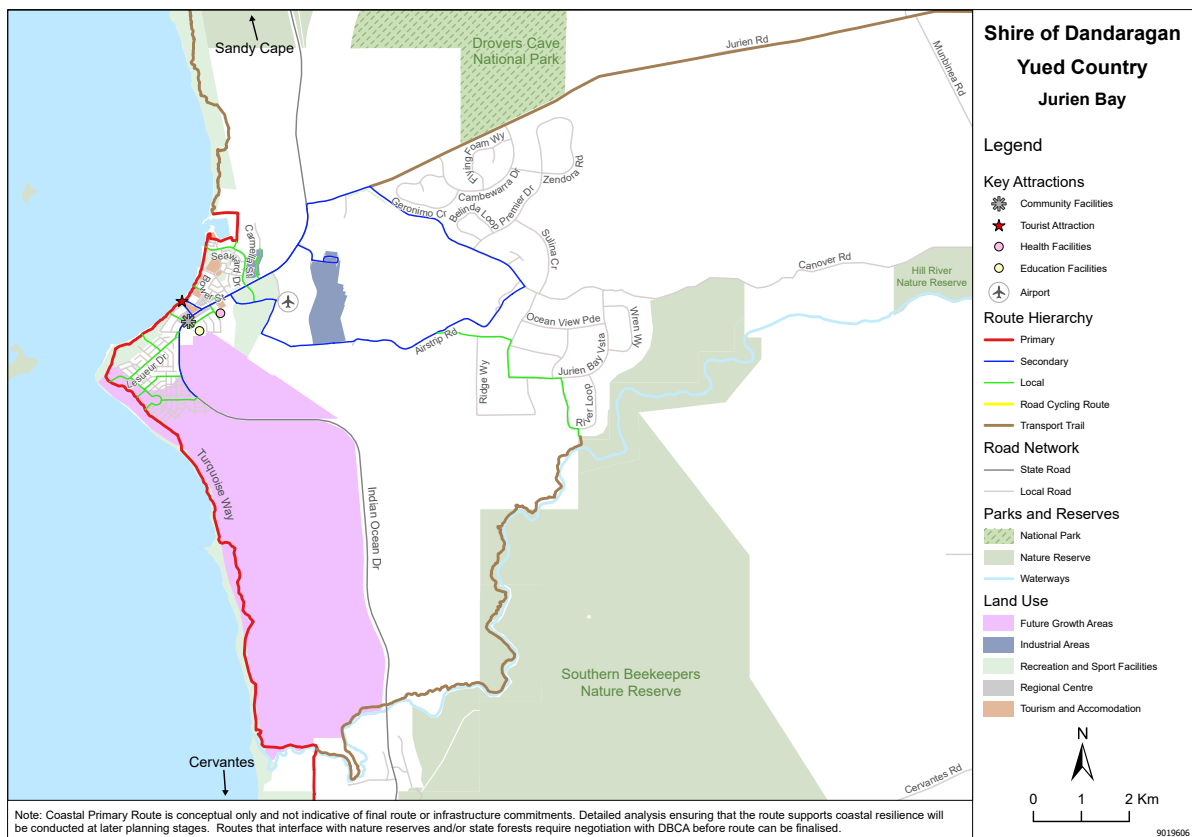 Sandy Cape
Drovers Cave
National Park
Jurien Rd
Munbinea Rd
Flying Foam Wy
Zendora Rd
Cambewarra Dr
Geronimo Cr
Belinda Loop
Premier Dr
Sulina Cr
Carmella St
Seaward Dr
Bower St
Canover Rd
Hill River
Nature Reserve
Ocean View Pde
Wren Wy
Airstrip Rd
Jurien Bay Vsta
Ridge Wy
River Loop
Lesueur Dr
Turquoise Way
Indian Ocean Dr
Southern Beekeepers
Nature Reserve
Cervantes
Cervantes Rd
Note: Coastal Primary Route is conceptual only and not indicative of final route or infrastructure commitments. Detailed analysis ensuring that the route supports coastal resilience will
be conducted at later planning stages. Routes that interface with nature reserves and/or state forests require negotiation with DBCA before route can be finalised.
Shire of Dandaragan
Yued Country
Jurien Bay
Legend
Key Attractions
Community Facilities
Tourist Attraction
Health Facilities
Education Facilities
Airport
Route Hierarchy
Primary
Secondary
Local
Road Cycling Route
Transport Trail
Road Network
State Road
Local Road
Parks and Reserves
National Park
Nature Reserve
Waterways
Land Use
Future Growth Areas
Industrial Areas
Recreation and Sport Facilities
Regional Centre
Tourism and Accomodation
N
0 1 2 Km
9019606